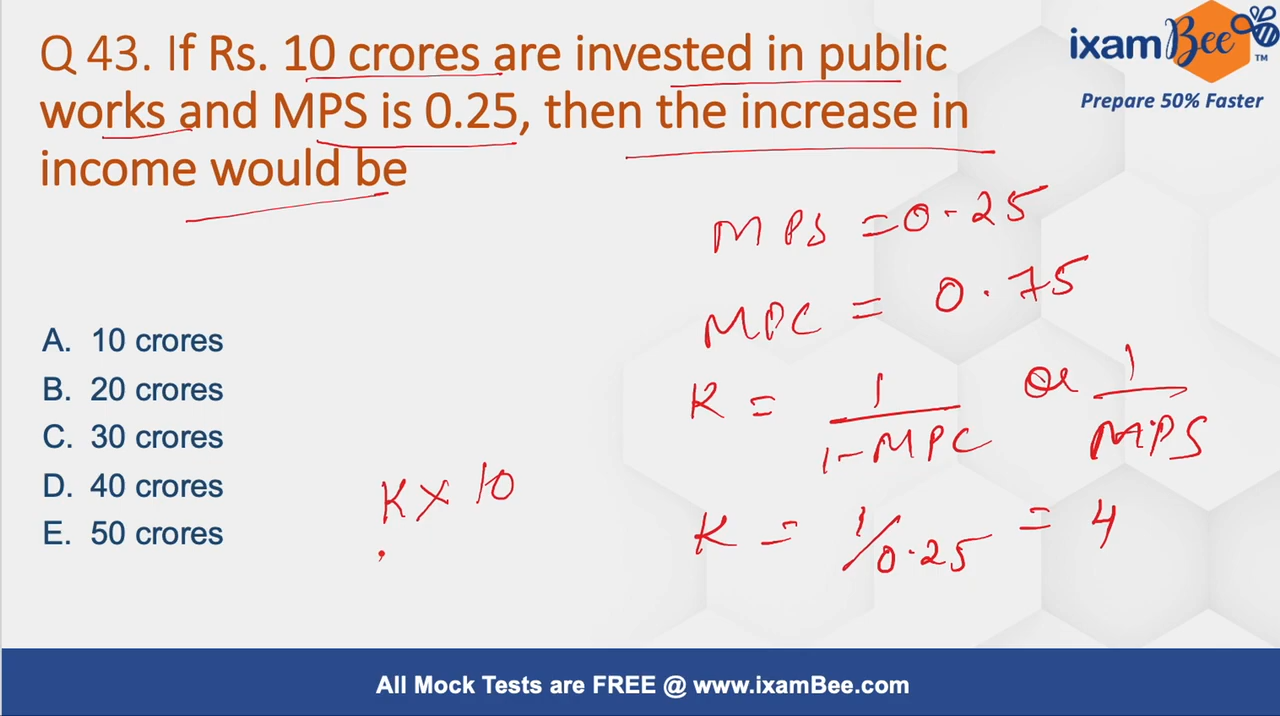 Q 43. If Rs. 10 crores are invested in public
works and MPS is 0.25, then the increase in
income would be
ixamBee™
Prepare 50% Faster
A. 10 crores
B. 20 crores
C. 30 crores
D. 40 crores
E. 50 crores
MPS = 0.25
MPC = 0.75
K = 1/1-MPC or 1/MPS
K = 1/0.25 = 4
K × 10
All Mock Tests are FREE @ www.ixamBee.com